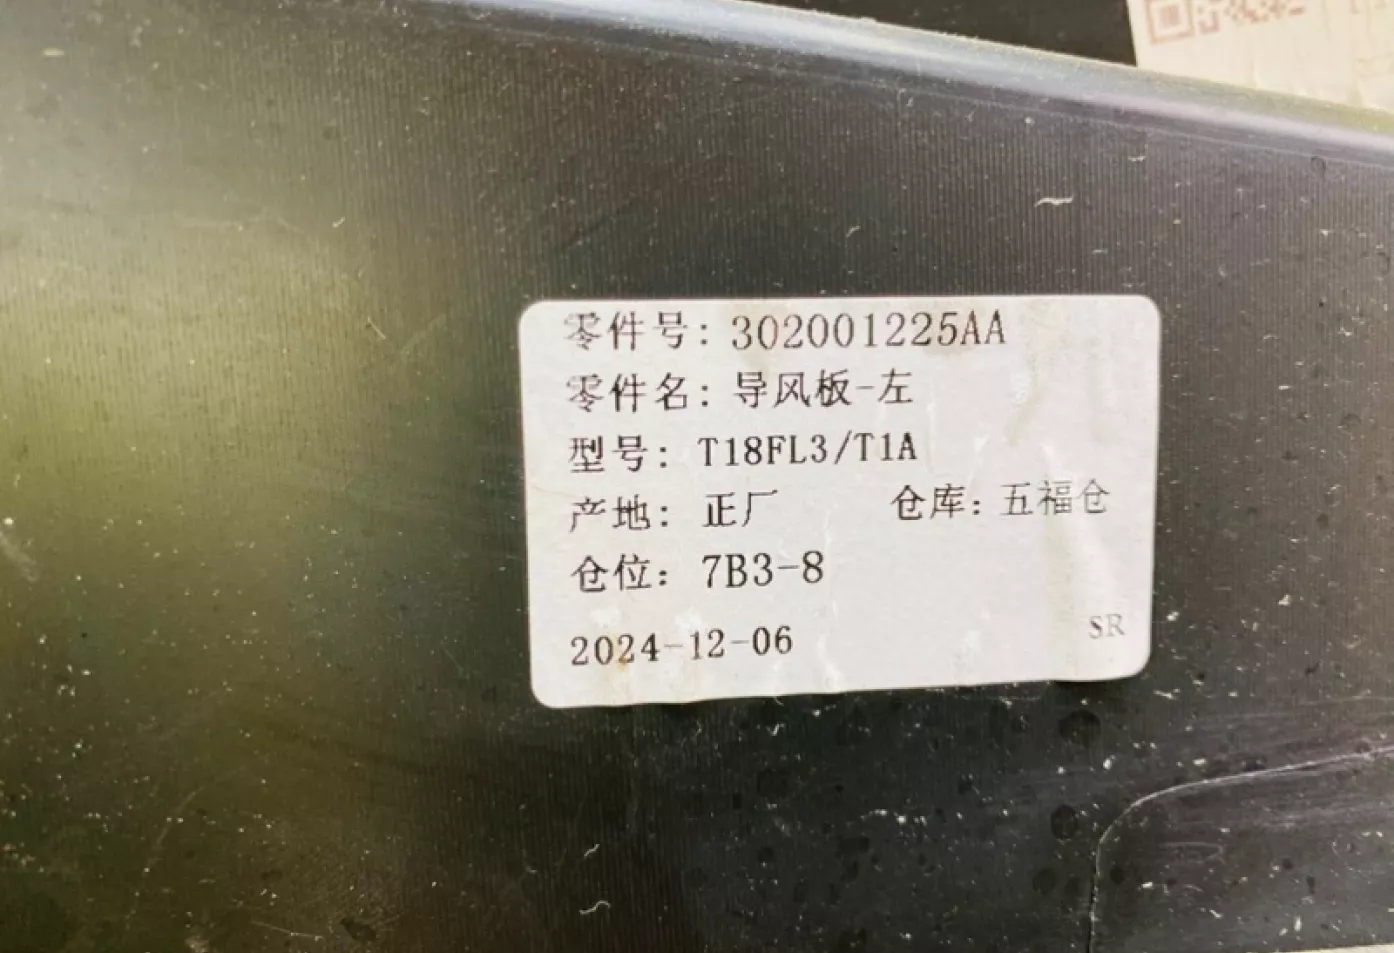 零件号: 302001225AA
零件名: 导风板-左
型号: T18FL3/T1A
产地: 正厂 仓库: 五福仓
仓位: 7B3-8
2024-12-06
SR